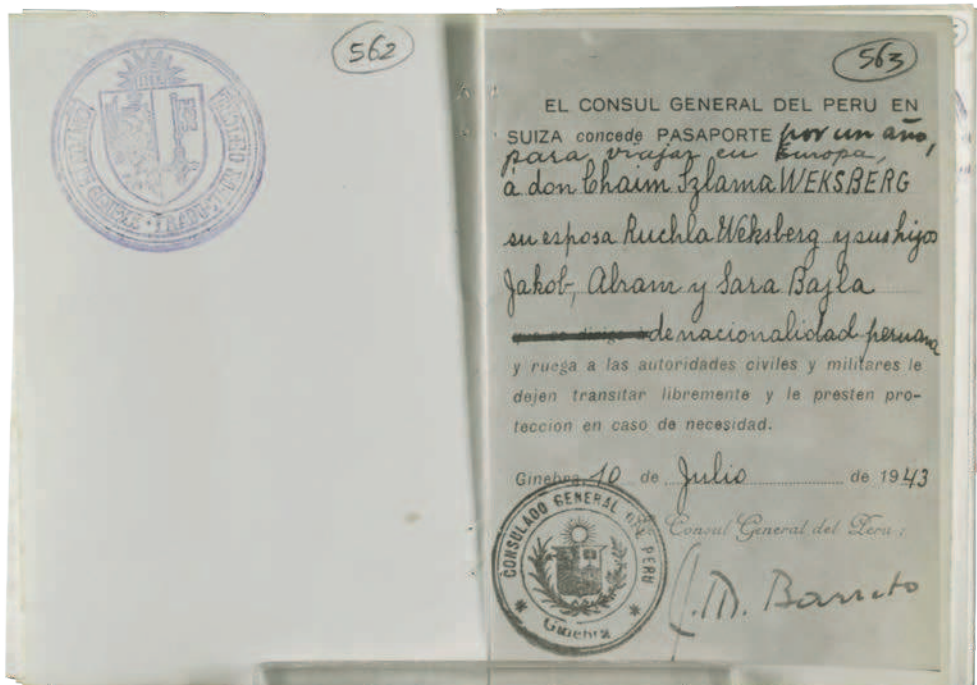 562
563
EL CONSUL GENERAL DEL PERU EN
SUIZA concede PASAPORTE por un año,
para viajar en Europa,
á don Chaim Szlama WEKSBERG
su esposa Ruchla Weksberg y sus hijos
Jakob, Abram y Sara Bajla
de nacionalidad peruana
y ruega a las autoridades civiles y militares le
dejen transitar libremente y le presten pro-
teccion en caso de necesidad.
Ginebra, 10 de Julio de 1943
Consul General del Peru:
J. M. Barreto
CONSULADO GENERAL DEL PERU
Ginebra